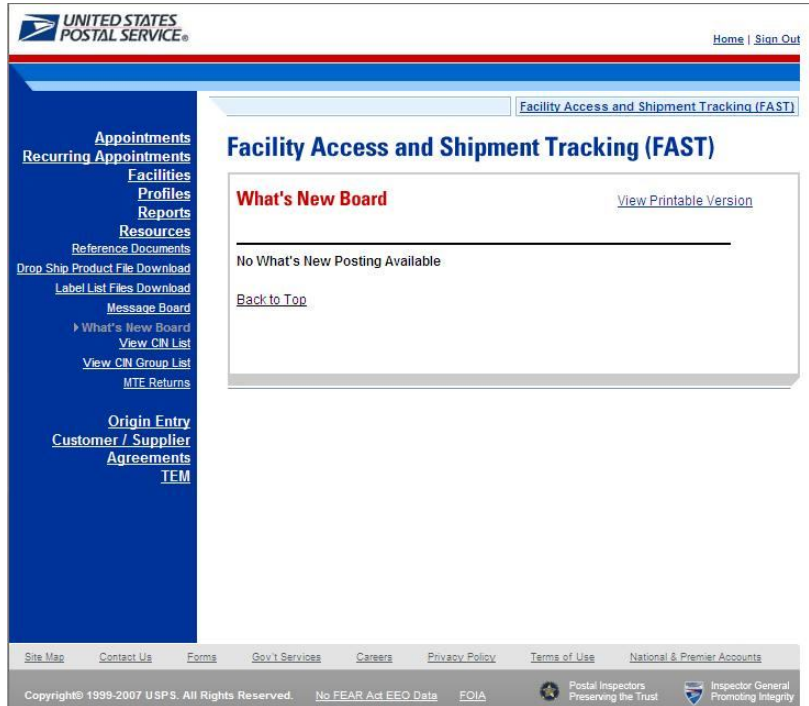 UNITED STATES
POSTAL SERVICE®
Home | Sign Out
Facility Access and Shipment Tracking (FAST)
Appointments
Recurring Appointments
Facilities
Profiles
Reports
Resources
Reference Documents
Drop Ship Product File Download
Label List Files Download
Message Board
What's New Board
View CIN List
View CIN Group List
MTE Returns
Origin Entry
Customer / Supplier
Agreements
TEM
Facility Access and Shipment Tracking (FAST)
What's New Board
View Printable Version
No What's New Posting Available
Back to Top
Site Map Contact Us Forms Gov't Services Careers Privacy Policy Terms of Use National & Premier Accounts
Copyright© 1999-2007 USPS. All Rights Reserved. No FEAR Act EEO Data FOIA
Postal Inspectors
Preserving the Trust
Inspector General
Promoting Integrity